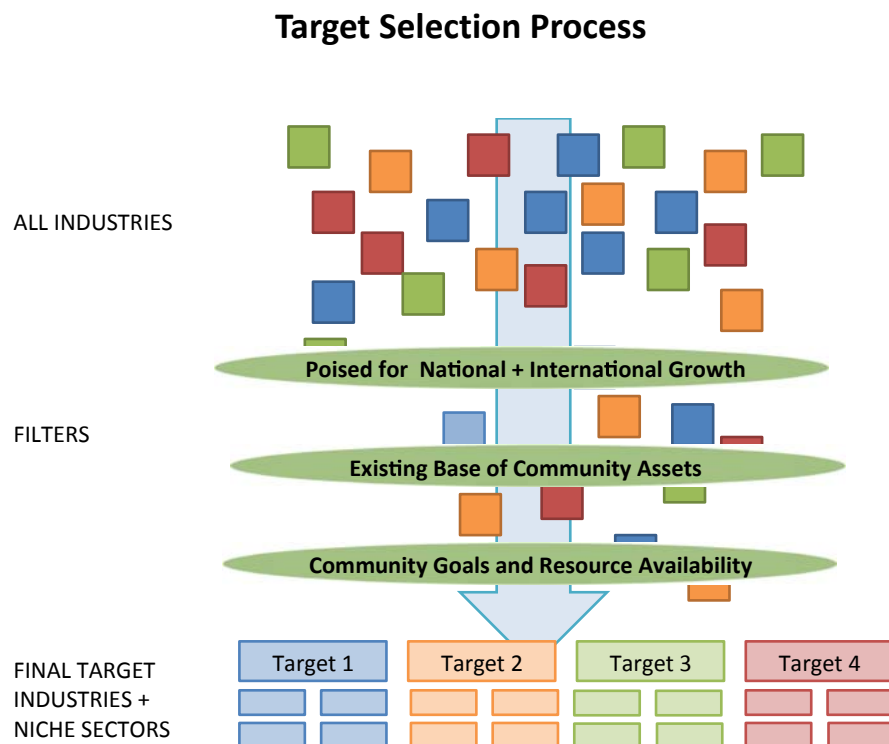 Target Selection Process
ALL INDUSTRIES
Poised for National + International Growth
FILTERS
Existing Base of Community Assets
Community Goals and Resource Availability
FINAL TARGET
INDUSTRIES +
NICHE SECTORS
Target 1
Target 2
Target 3
Target 4